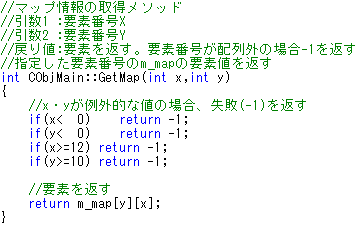 //マップ情報の取得メソッド
//引数1 :要素番号X
//引数2 :要素番号Y
//戻り値:要素を返す。要素番号が配列外の場合-1を返す
//指定した要素番号のm_mapの要素値を返す
int CObjMain::GetMap(int x,int y)
{
//x・yが例外的な値の場合、失敗(-1)を返す
if(x<  0)    return -1;
if(y<  0)    return -1;
if(x>=12) return -1;
if(y>=10) return -1;
//要素を返す
return m_map[y][x];
}